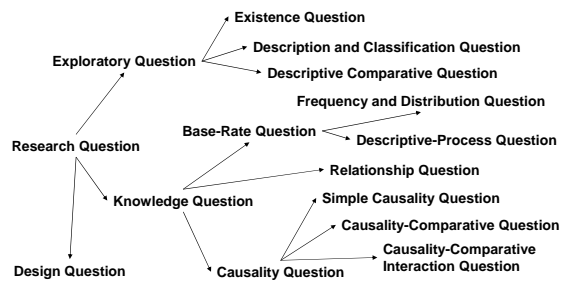 Existence Question
Description and Classification Question
Exploratory Question
Descriptive Comparative Question
Frequency and Distribution Question
Base-Rate Question
Descriptive-Process Question
Research Question
Relationship Question
Knowledge Question
Simple Causality Question
Causality-Comparative Question
Causality-Comparative
Interaction Question
Design Question
Causality Question